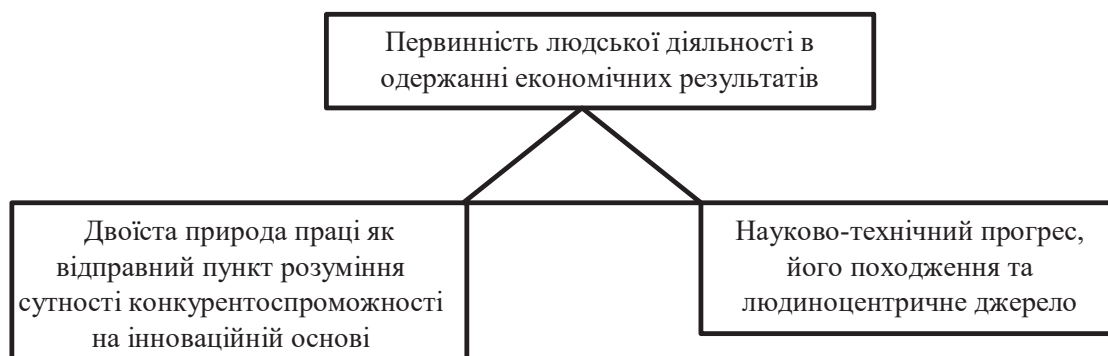 Первинність людської діяльності в
одержанні економічних результатів
Двоїста природа праці як
відправний пункт розуміння
сутності конкурентоспроможності
на інноваційній основі
Науково-технічний прогрес,
його походження та
людиноцентричне джерело